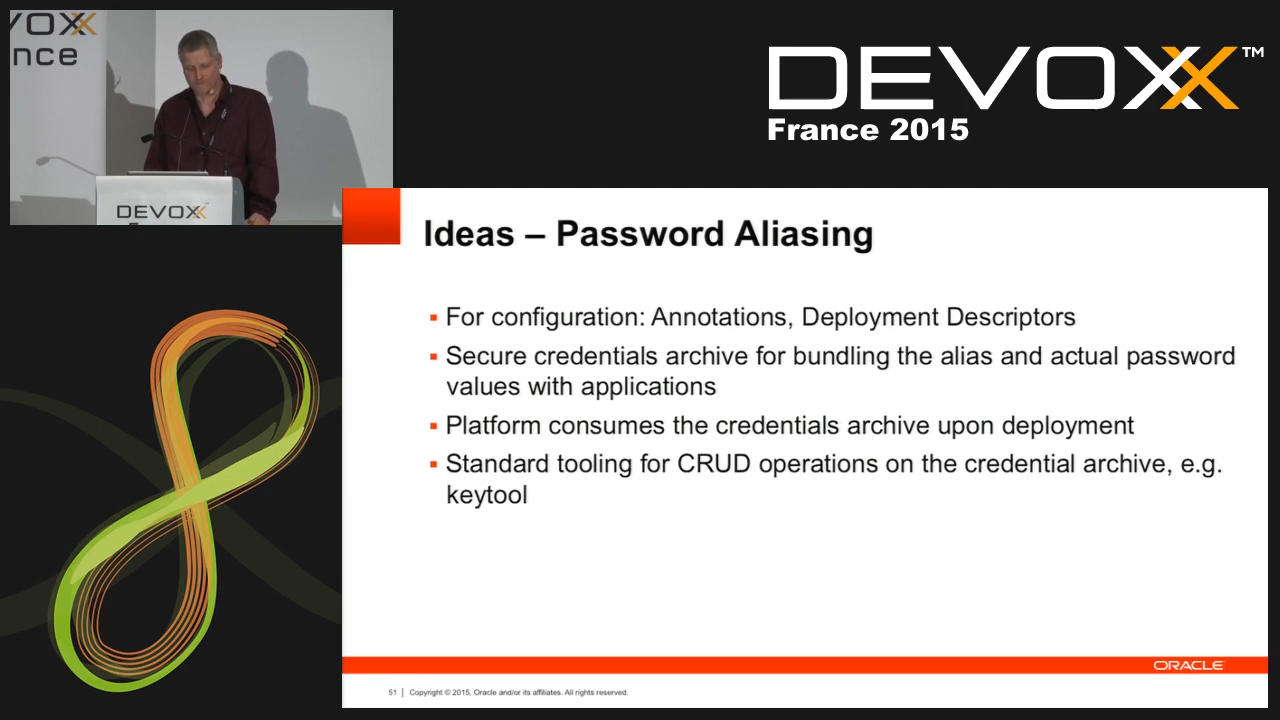 VOXX
nce
DEVOXX
DEVOXX™
France 2015
Ideas – Password Aliasing
▪ For configuration: Annotations, Deployment Descriptors
▪ Secure credentials archive for bundling the alias and actual password
values with applications
▪ Platform consumes the credentials archive upon deployment
▪ Standard tooling for CRUD operations on the credential archive, e.g.
keytool
ORACLE
51 | Copyright © 2015, Oracle and/or its affiliates. All rights reserved.